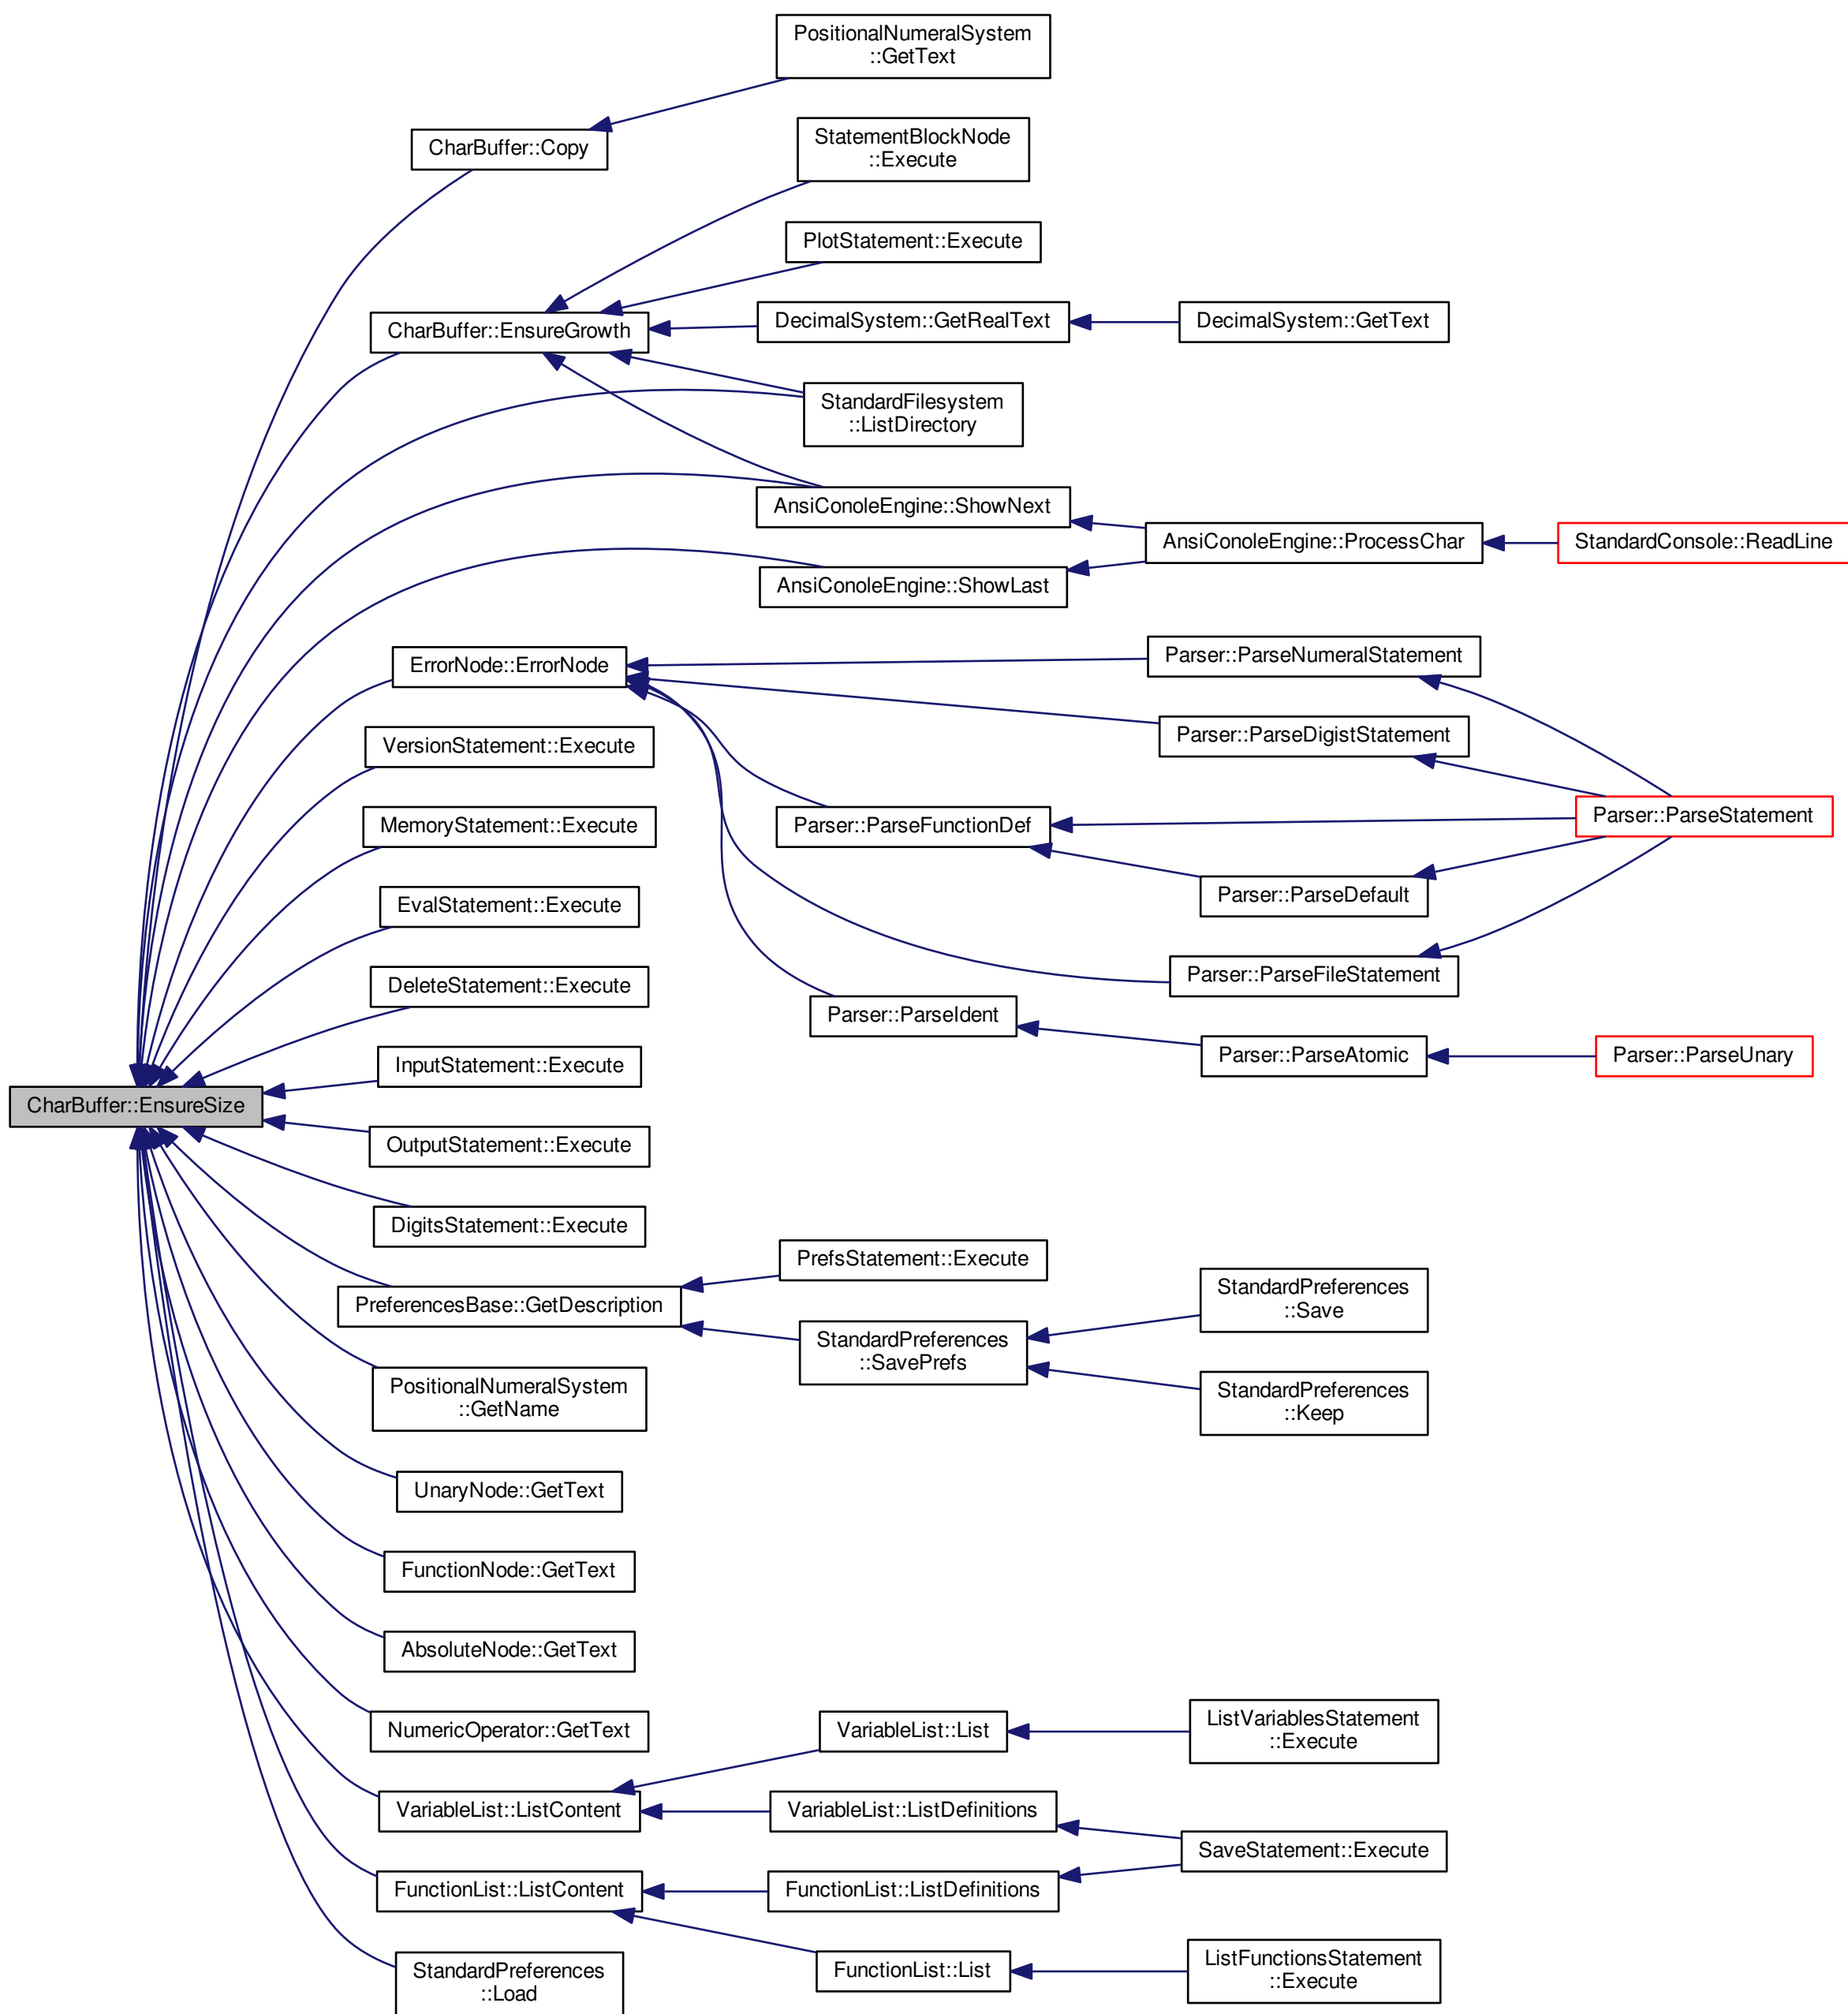 PositionalNumeralSystem
::GetText
CharBuffer::Copy
StatementBlockNode
::Execute
PlotStatement::Execute
CharBuffer::EnsureGrowth
DecimalSystem::GetRealText
DecimalSystem::GetText
StandardFilesystem
::ListDirectory
AnsiConoleEngine::ShowNext
AnsiConoleEngine::ProcessChar
StandardConsole::ReadLine
AnsiConoleEngine::ShowLast
ErrorNode::ErrorNode
Parser::ParseNumeralStatement
VersionStatement::Execute
Parser::ParseDigistStatement
MemoryStatement::Execute
Parser::ParseFunctionDef
Parser::ParseStatement
EvalStatement::Execute
Parser::ParseDefault
DeleteStatement::Execute
Parser::ParseFileStatement
Parser::ParseIdent
InputStatement::Execute
Parser::ParseAtomic
Parser::ParseUnary
CharBuffer::EnsureSize
OutputStatement::Execute
DigitsStatement::Execute
PrefsStatement::Execute
PreferencesBase::GetDescription
StandardPreferences
::Save
StandardPreferences
::SavePrefs
StandardPreferences
::Keep
PositionalNumeralSystem
::GetName
UnaryNode::GetText
FunctionNode::GetText
AbsoluteNode::GetText
NumericOperator::GetText
VariableList::List
ListVariablesStatement
::Execute
VariableList::ListContent
VariableList::ListDefinitions
SaveStatement::Execute
FunctionList::ListContent
FunctionList::ListDefinitions
StandardPreferences
::Load
FunctionList::List
ListFunctionsStatement
::Execute